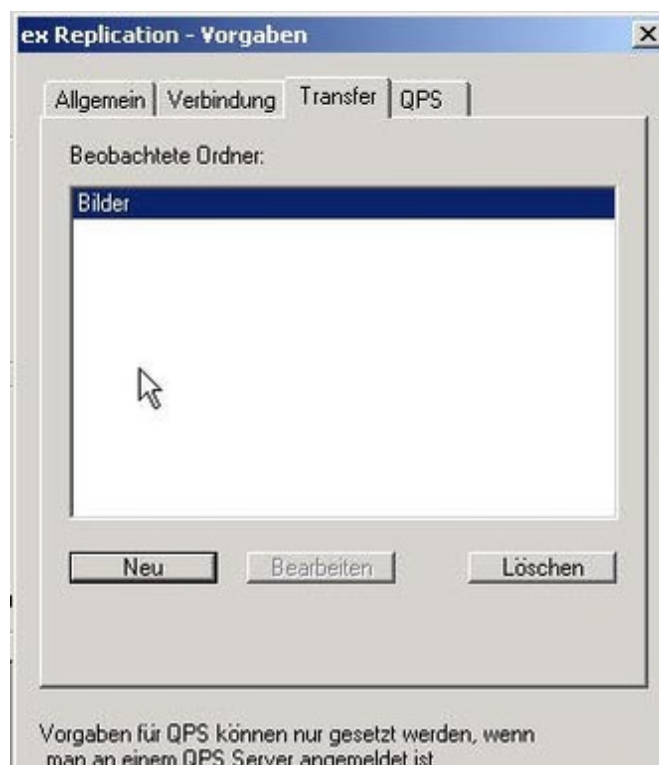 ex Replication - Vorgaben
Allgemein Verbindung Transfer QPS
Beobachtete Ordner:
Bilder
Neu Bearbeiten Löschen
Vorgaben für QPS können nur gesetzt werden, wenn
man an einem QPS Server angemeldet ist